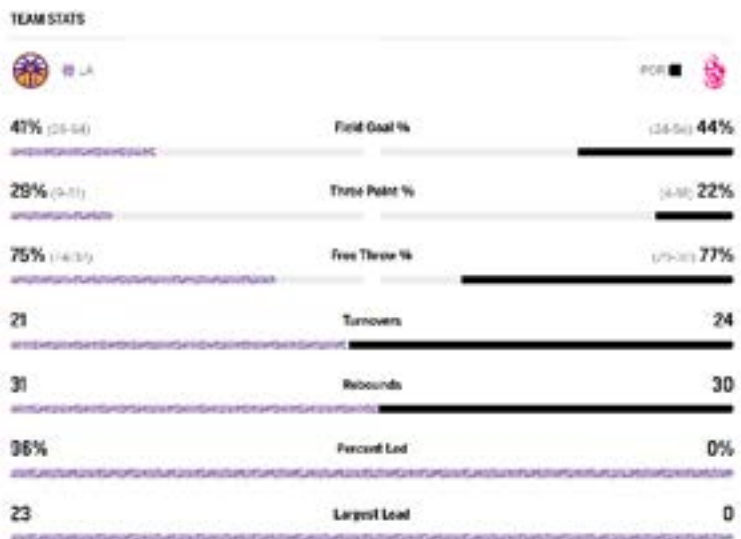 TEAM STATS
LA POR
41% Field Goal % 44%
29% Three Point % 22%
75% Free Throw % 77%
21 Turnovers 24
31 Rebounds 30
96% Percent Led 0%
23 Largest Lead 0